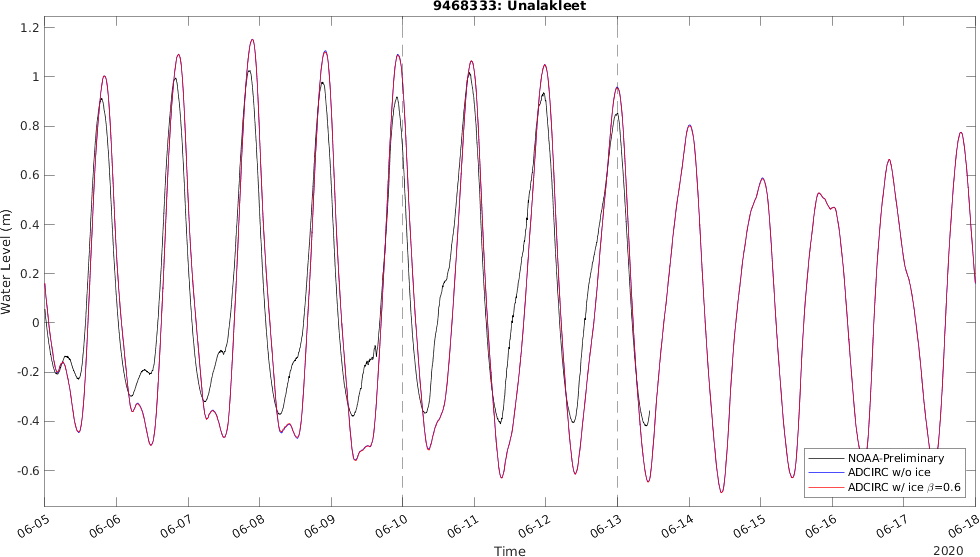 9468333: Unalakleet
1.2
1
0.8
0.6
0.4
0.2
0
-0.2
-0.4
-0.6
Water Level (m)
NOAA-Preliminary
ADCIRC w/o ice
ADCIRC w/ ice β=0.6
06-05 06-06 06-07 06-08 06-09 06-10 06-11 06-12 06-13 06-14 06-15 06-16 06-17 06-18
Time
2020